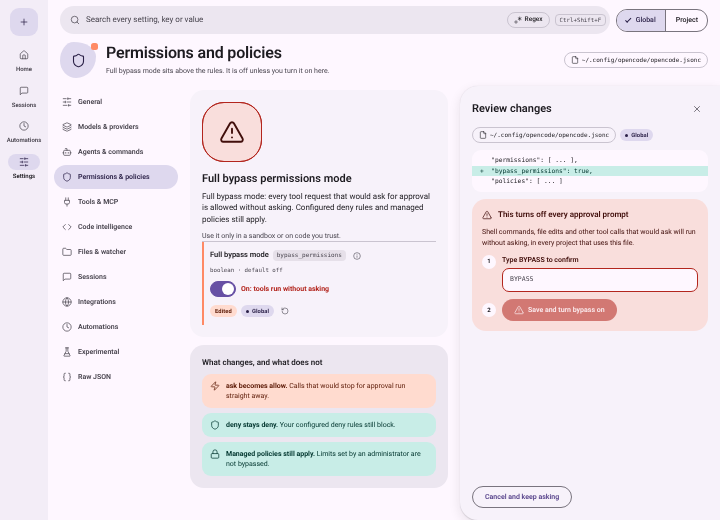 Search every setting, key or value
Regex
Ctrl+Shift+F
Global
Project
Home
Sessions
Automations
Settings
Permissions and policies
Full bypass mode sits above the rules. It is off unless you turn it on here.
~/.config/opencode/opencode.jsonc
General
Models & providers
Agents & commands
Permissions & policies
Tools & MCP
Code intelligence
Files & watcher
Sessions
Integrations
Automations
Experimental
Raw JSON
Full bypass permissions mode
Full bypass mode: every tool request that would ask for approval
is allowed without asking. Configured deny rules and managed
policies still apply.
Use it only in a sandbox or on code you trust.
Full bypass mode bypass_permissions
boolean · default off
On: tools run without asking
Edited
Global
What changes, and what does not
ask becomes allow. Calls that would stop for approval run
straight away.
deny stays deny. Your configured deny rules still block.
Managed policies still apply. Limits set by an administrator are
not bypassed.
Review changes
~/.config/opencode/opencode.jsonc
Global
"permissions": [ ... ],
+ "bypass_permissions": true,
"policies": [ ... ]
This turns off every approval prompt
Shell commands, file edits and other tool calls that would ask will run
without asking, in every project that uses this file.
1 Type BYPASS to confirm
BYPASS
2 Save and turn bypass on
Cancel and keep asking